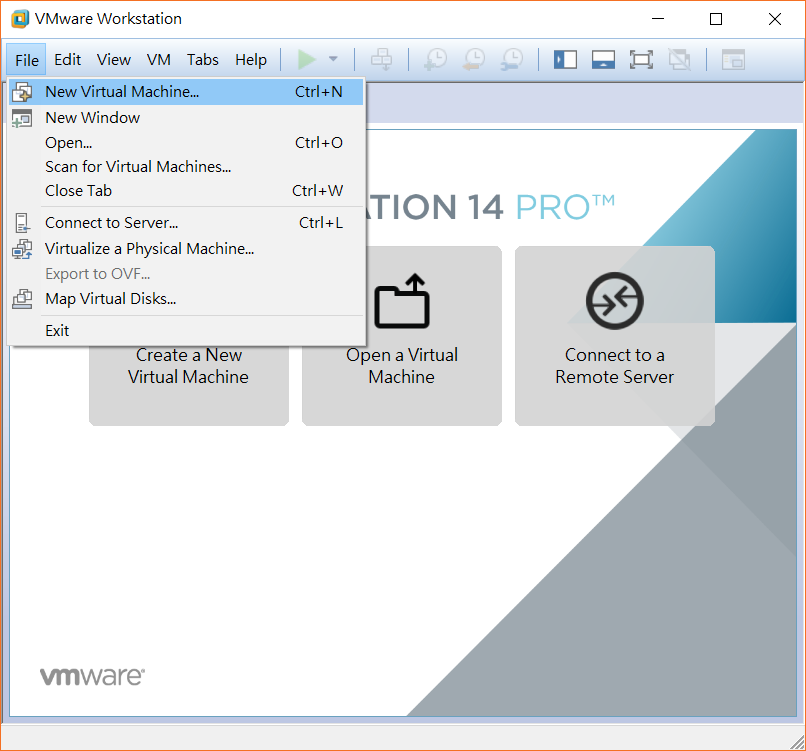 VMware Workstation
File Edit View VM Tabs Help
New Virtual Machine... Ctrl+N
New Window
Open... Ctrl+O
Scan for Virtual Machines...
Close Tab Ctrl+W
Connect to Server... Ctrl+L
Virtualize a Physical Machine...
Export to OVF...
Map Virtual Disks...
Exit
ATION 14 PRO™
Create a New
Virtual Machine
Open a Virtual
Machine
Connect to a
Remote Server
vmware®